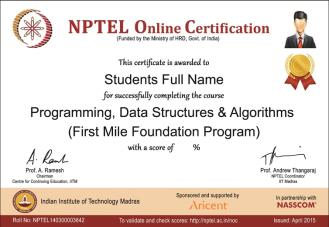 NPTEL Online Certification
(Funded by the Ministry of HRD, Govt. of India)
This certificate is awarded to
Students Full Name
for successfully completing the course
Programming, Data Structures & Algorithms
(First Mile Foundation Program)
with a score of %
Prof. A. Ramesh
Chairman
Centre for Continuing Education, IITM
Prof. Andrew Thangaraj
NPTEL Coordinator
IIT Madras
Indian Institute of Technology Madras
Sponsored and supported by
Aricent
In partnership with
NASSCOM®
Roll No: NPTEL140300003642
To validate and check scores: http://nptel.ac.in/noc
Issued: April 2015